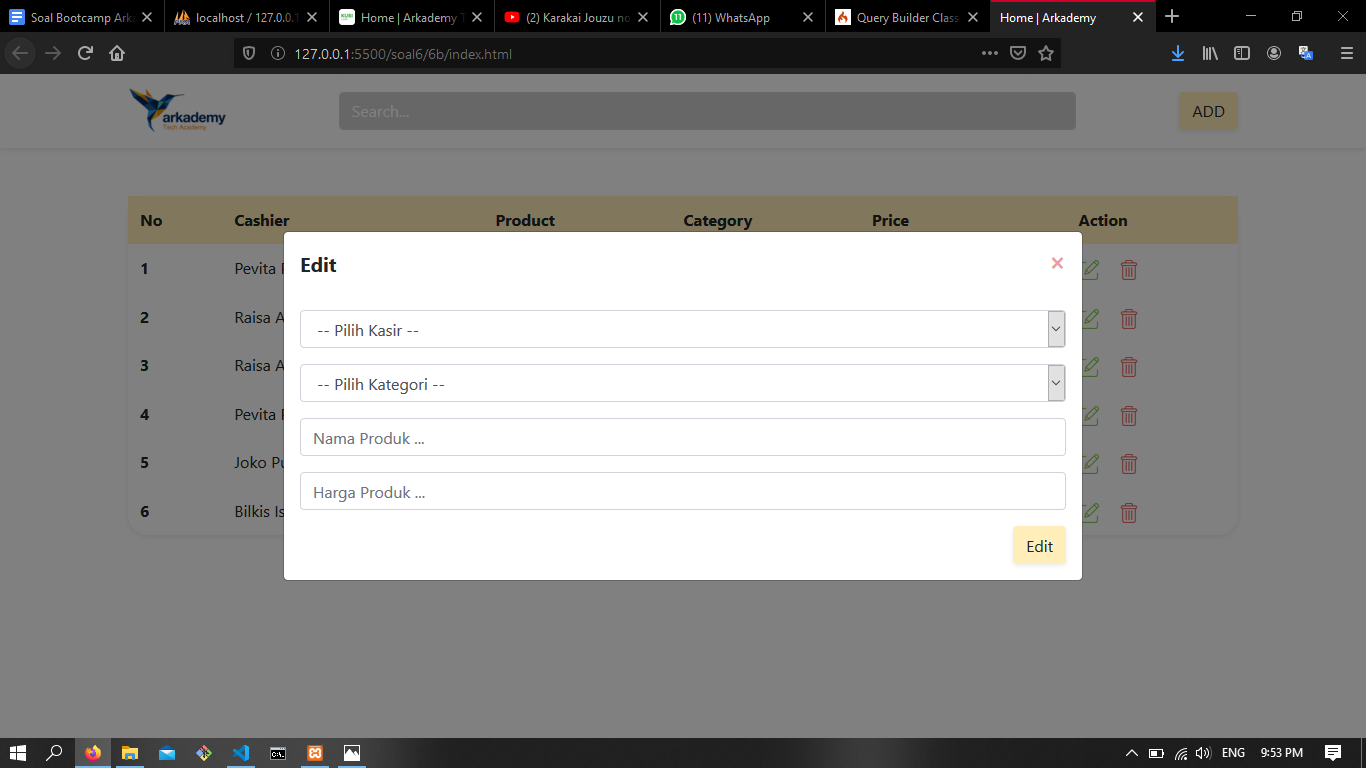 Soal Bootcamp Arka
localhost / 127.0.0.1
Home | Arkademy T
(2) Karakai Jouzu no
(11) WhatsApp
Query Builder Class
Home | Arkademy
127.0.0.1:5500/soal6/6b/index.html
arkademy
Tech Academy
Search...
ADD
No Cashier Product Category Price Action
1 Pevita
2 Raisa A
3 Raisa A
4 Pevita
5 Joko Pu
6 Bilkis Is
Edit
×
-- Pilih Kasir --
-- Pilih Kategori --
Nama Produk ...
Harga Produk ...
Edit
ENG 9:53 PM